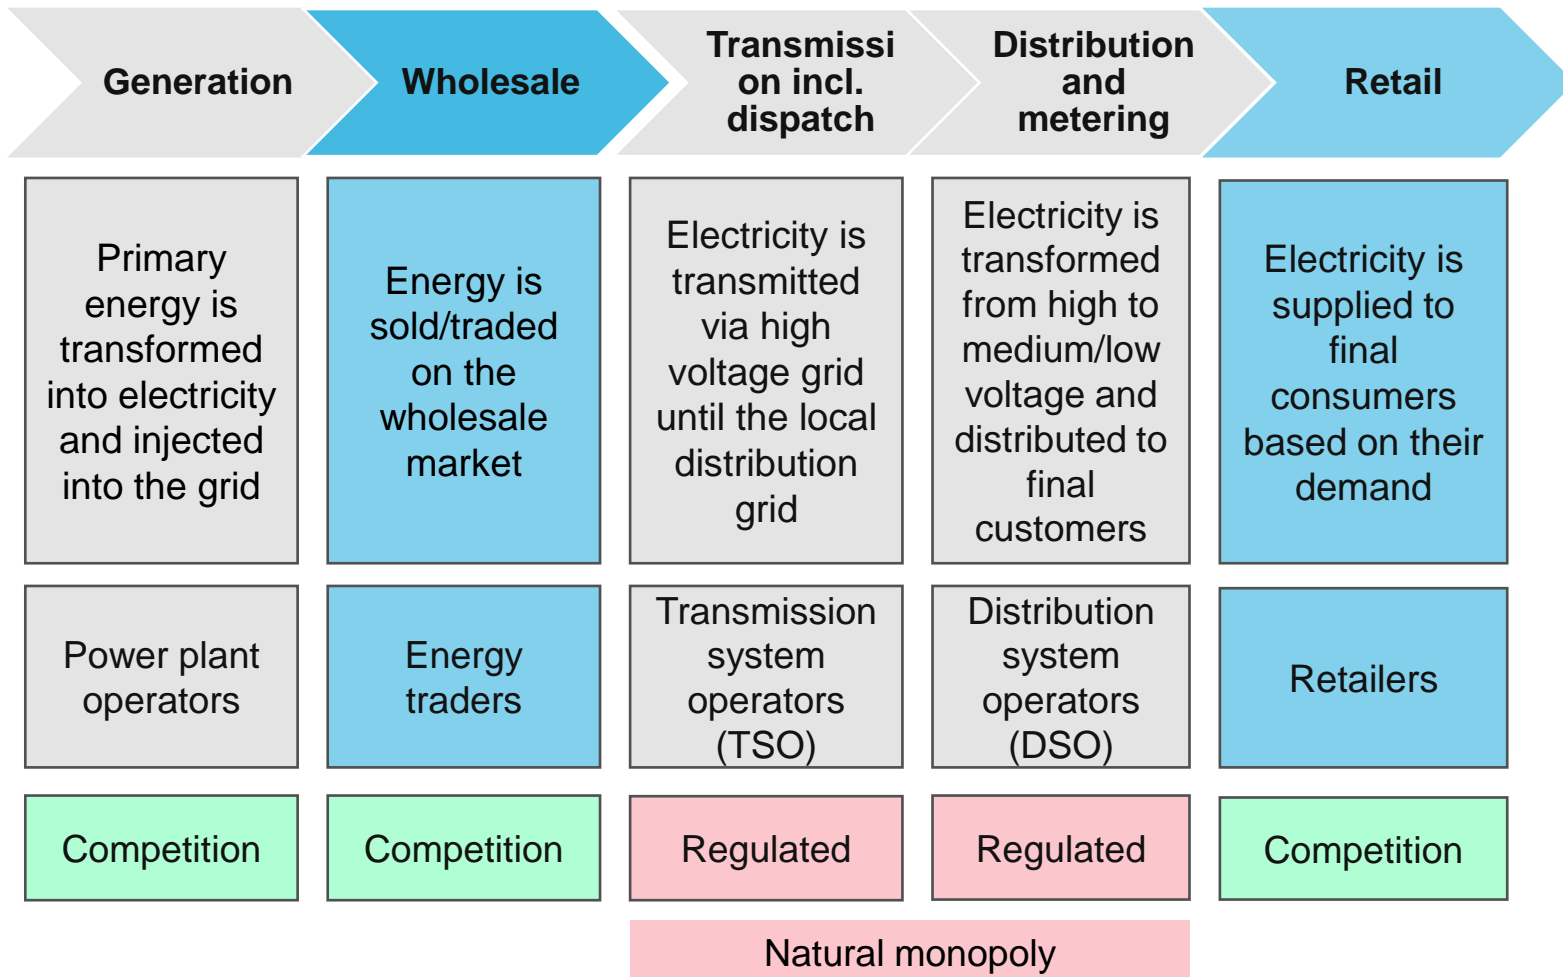 Generation
Wholesale
Transmissi
on incl.
dispatch
Distribution
and
metering
Retail
Primary
energy is
transformed
into electricity
and injected
into the grid
Energy is
sold/traded
on the
wholesale
market
Electricity is
transmitted
via high
voltage grid
until the local
distribution
grid
Electricity is
transformed
from high to
medium/low
voltage and
distributed to
final
customers
Electricity is
supplied to
final
consumers
based on their
demand
Power plant
operators
Energy
traders
Transmission
system
operators
(TSO)
Distribution
system
operators
(DSO)
Retailers
Competition
Competition
Regulated
Regulated
Competition
Natural monopoly